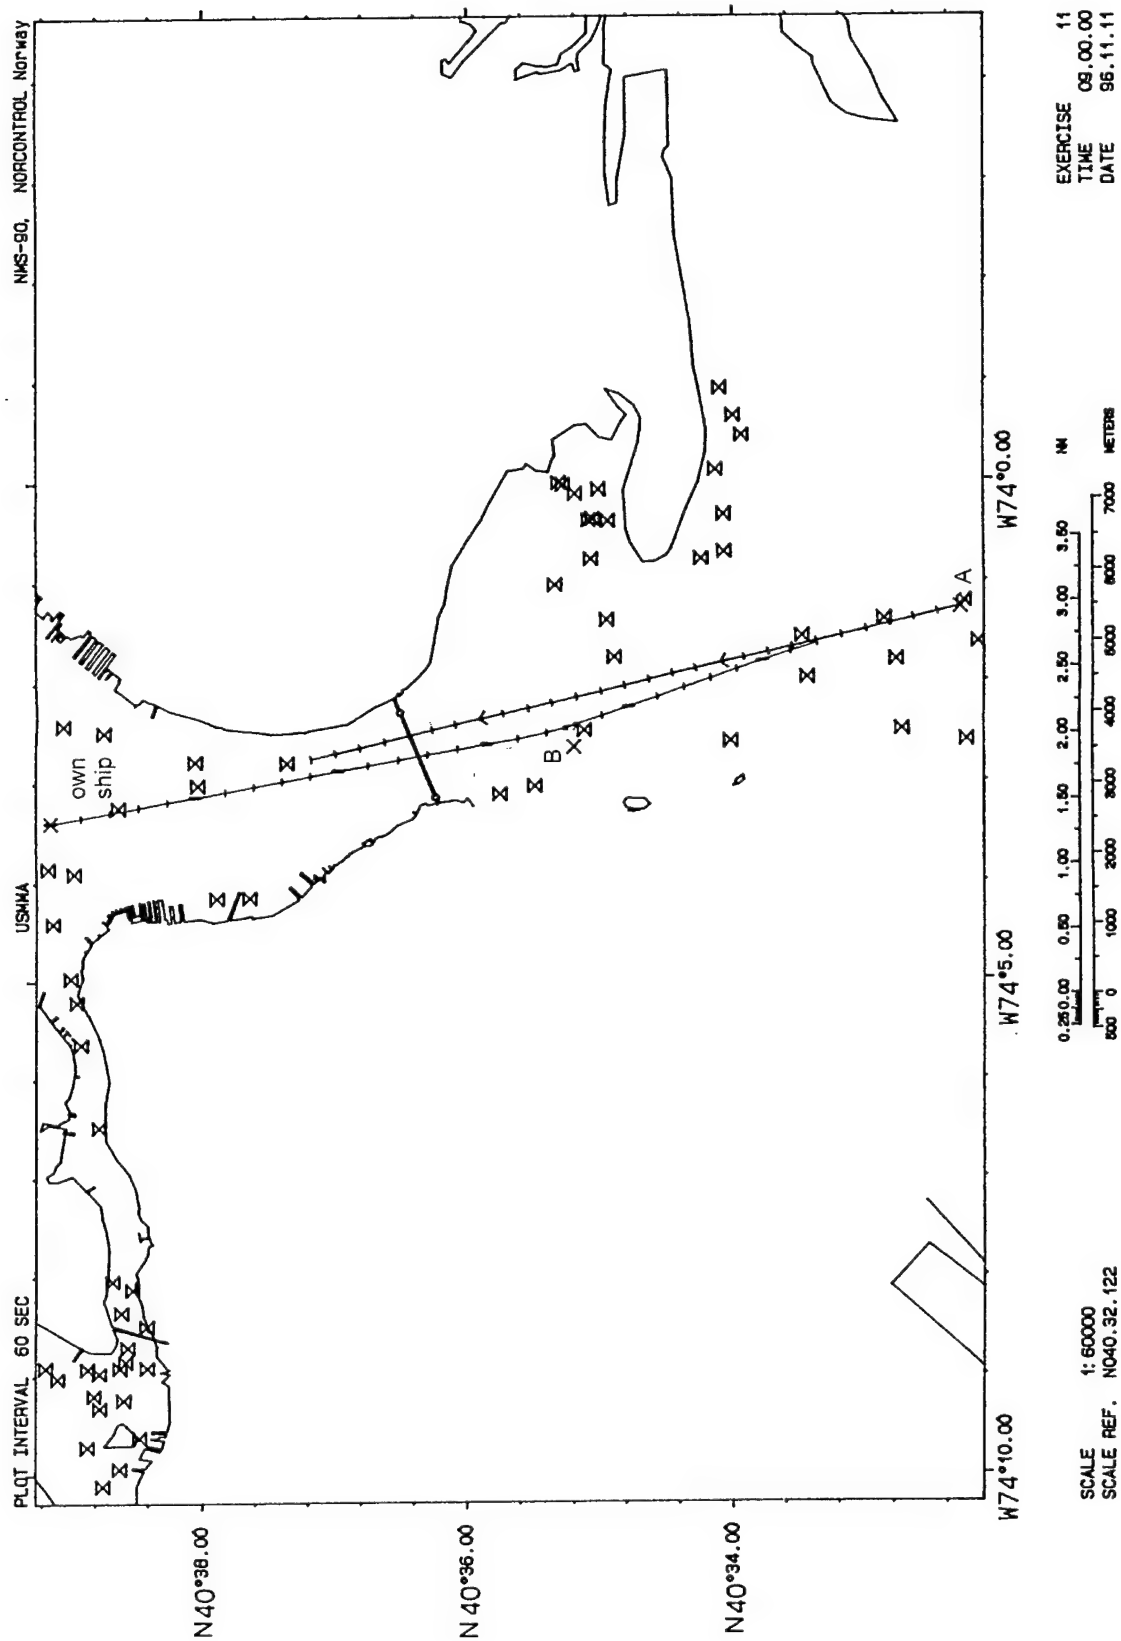 PLOT INTERVAL 60 SEC
USMMA
NMS-90, NORCONTROL Norway
own
ship
B
A
N40°38.00
N40°36.00
N40°34.00
W74°10.00
W74°5.00
W74°0.00
SCALE 1:60000
SCALE REF. N040.32.122
0.25 0.00 0.50 1.00 1.50 2.00 2.50 3.00 3.50 NM
500 0 1000 2000 3000 4000 5000 6000 7000 METERS
EXERCISE 11
TIME 09.00.00
DATE 96.11.11